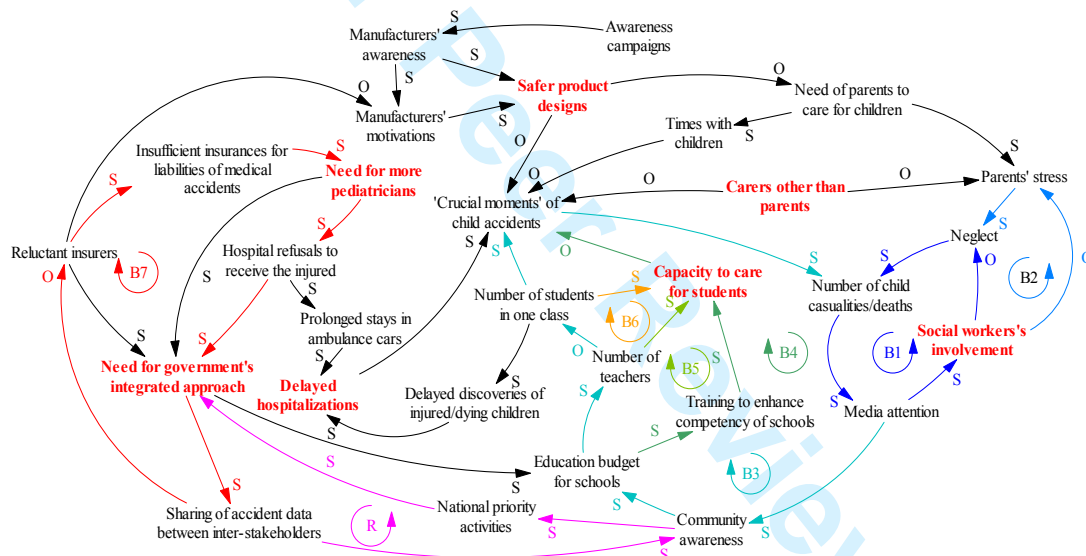 Manufacturers'
awareness
S
Awareness
campaigns
S
S
Safer product
designs
O
Need of parents to
care for children
O
Manufacturers'
motivations
S
Times with
children
S
O
O
S
Insufficient insurances for
liabilities of medical
accidents
S
Need for more
pediatricians
S
'Crucial moments' of
child accidents
O
Carers other than
parents
O
Parents' stress
S
S
Reluctant insurers
O
B7
Hospital refusals to
receive the injured
S
S
S
O
Neglect
S
O
B2
O
Capacity to care
for students
S
Number of child
casualities/deaths
S
Number of students
in one class
S
B6
S
Prolonged stays in
ambulance cars
S
S
S
Need for government's
integrated approach
Delayed
hospitalizations
S
Delayed discoveries of
injured/dying children
S
O
Number of
teachers
B5
S
B4
B1
S
Social workers's
involvement
Training to enhance
competency of schools
S
Media attention
S
S
S
Education budget
for schools
S
B3
S
S
Sharing of accident data
between inter-stakeholders
R
National priority
activities
S
Community
awareness
S
S
Peer Review